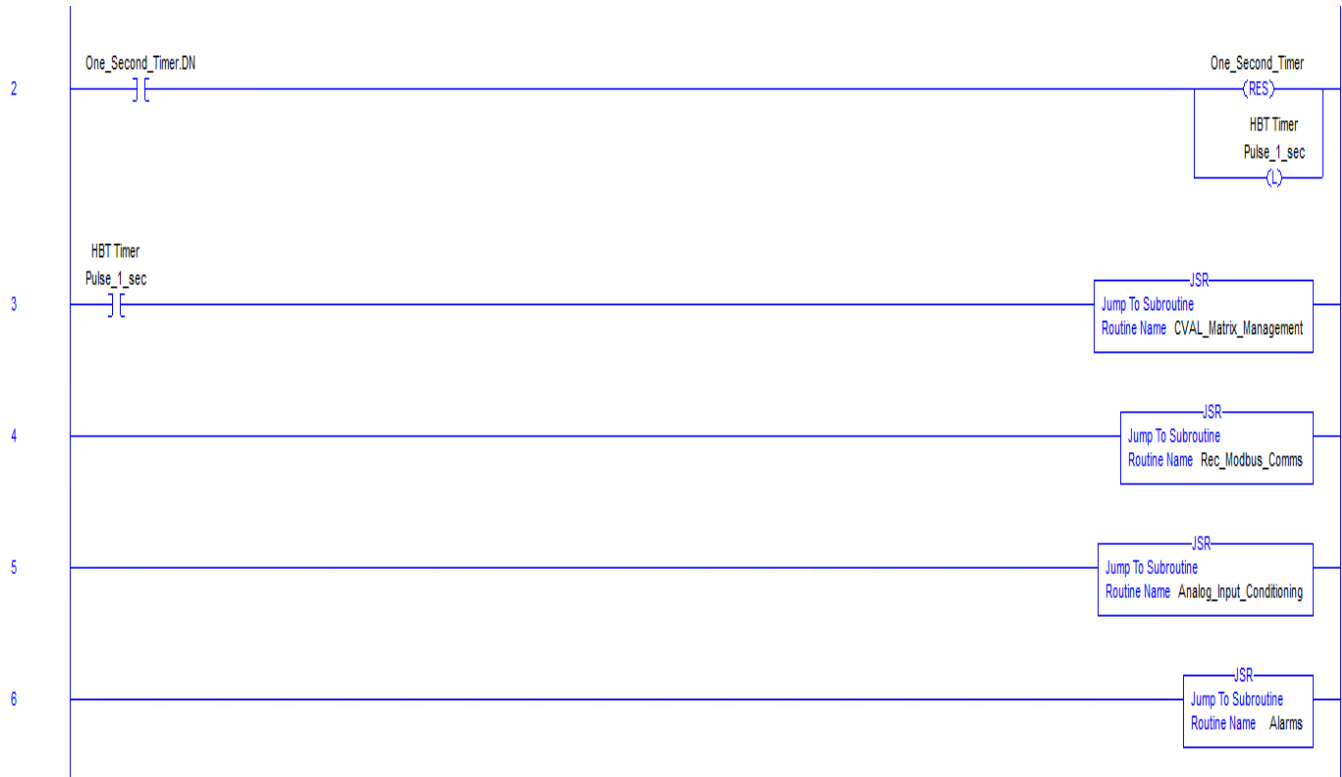 2
One_Second_Timer.DN
One_Second_Timer
RES
HBT Timer
Pulse_1_sec
L
3
HBT Timer
Pulse_1_sec
JSR
Jump To Subroutine
Routine Name CVAL_Matrix_Management
4
JSR
Jump To Subroutine
Routine Name Rec_Modbus_Comms
5
JSR
Jump To Subroutine
Routine Name Analog_Input_Conditioning
6
JSR
Jump To Subroutine
Routine Name Alarms